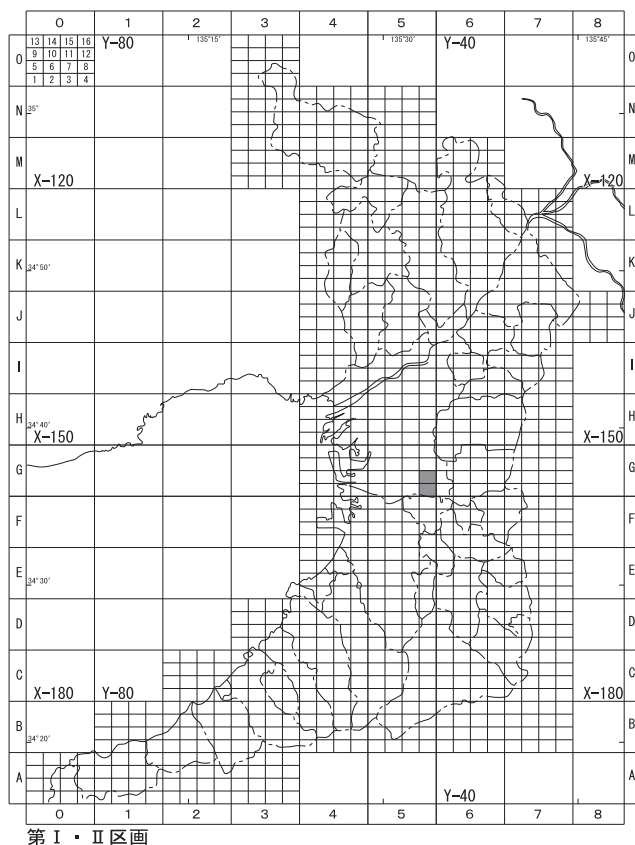 0 1 2 3 4 5 6 7 8
13 14 15 16 Y-80 135°15′ 135°30′ Y-40 135°45′
9 10 11 12
5 6 7 8
1 2 3 4
O O
N 35° N
M M
X-120 X-120
L L
K 34°50′ K
J J
I I
H 34°40′ H
X-150 X-150
G G
F F
E 34°30′ E
D D
C C
X-180 Y-80 X-180
B 34°20′ B
A A
Y-40
0 1 2 3 4 5 6 7 8
第Ⅰ・Ⅱ区画